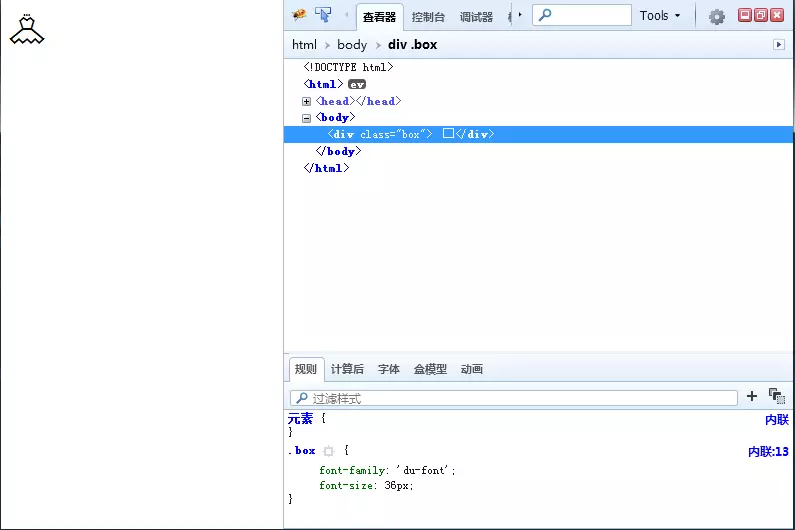 查看器 控制台 调试器 Tools
html body div .box
<!DOCTYPE html>
<html> ev
<head></head>
<body>
<div class="box"> □</div>
</body>
</html>
规则 计算后 字体 盒模型 动画
过滤样式
元素 { 内联
}
.box { 内联:13
font-family: 'du-font';
font-size: 36px;
}